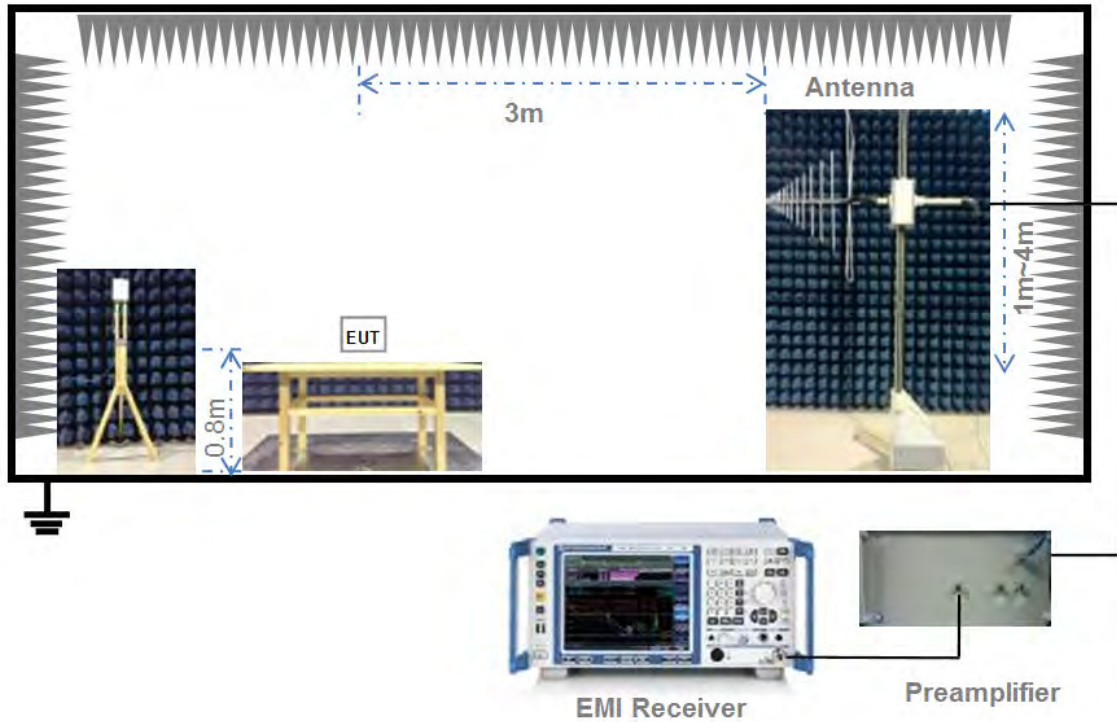 Antenna
3m
1m~4m
EUT
0.8m
EMI Receiver
Preamplifier